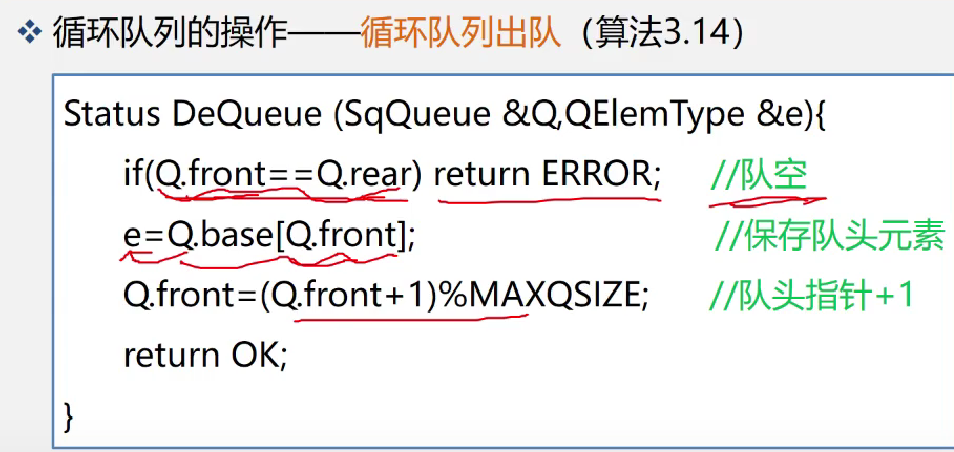 循环队列的操作——循环队列出队（算法3.14）
Status DeQueue (SqQueue &Q,QElemType &e){
if(Q.front==Q.rear) return ERROR; //队空
e=Q.base[Q.front]; //保存队头元素
Q.front=(Q.front+1)%MAXQSIZE; //队头指针+1
return OK;
}